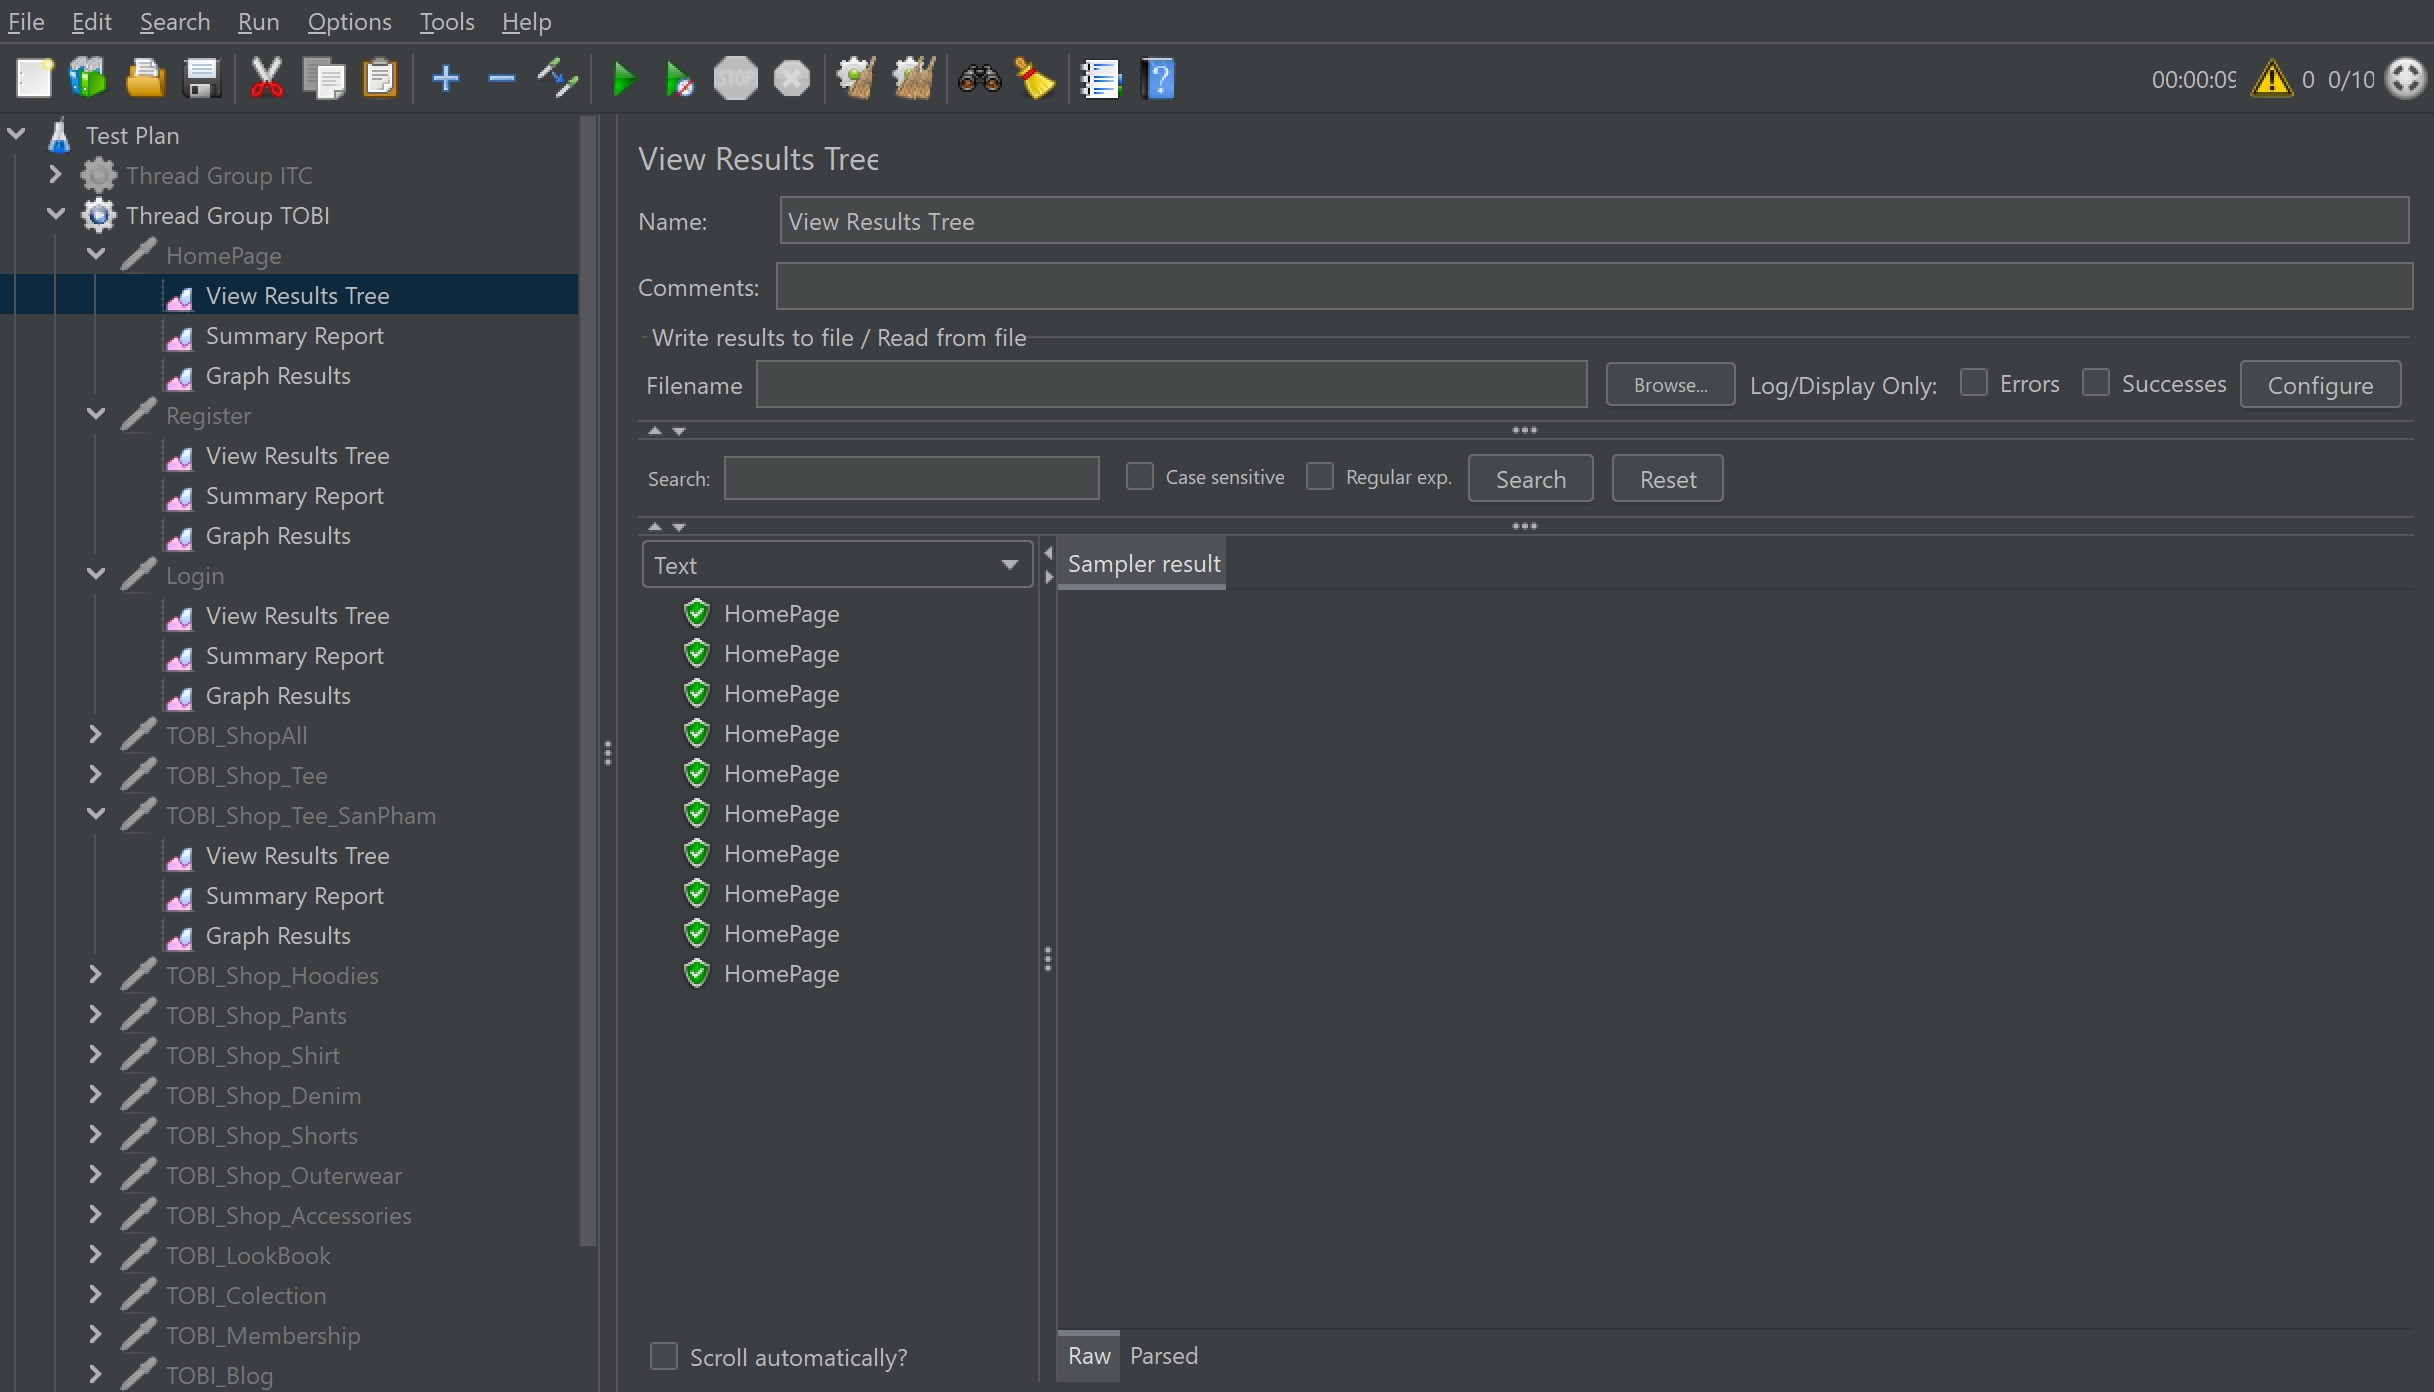 File Edit Search Run Options Tools Help
STOP
00:00:09 0 0/10
Test Plan
Thread Group ITC
Thread Group TOBI
HomePage
View Results Tree
Summary Report
Graph Results
Register
View Results Tree
Summary Report
Graph Results
Login
View Results Tree
Summary Report
Graph Results
TOBI_ShopAll
TOBI_Shop_Tee
TOBI_Shop_Tee_SanPham
View Results Tree
Summary Report
Graph Results
TOBI_Shop_Hoodies
TOBI_Shop_Pants
TOBI_Shop_Shirt
TOBI_Shop_Denim
TOBI_Shop_Shorts
TOBI_Shop_Outerwear
TOBI_Shop_Accessories
TOBI_LookBook
TOBI_Colection
TOBI_Membership
TOBI_Blog
View Results Tree
Name: View Results Tree
Comments:
Write results to file / Read from file
Filename Browse... Log/Display Only: Errors Successes Configure
Search: Case sensitive Regular exp. Search Reset
Text
HomePage
HomePage
HomePage
HomePage
HomePage
HomePage
HomePage
HomePage
HomePage
HomePage
Scroll automatically?
Sampler result
Raw Parsed